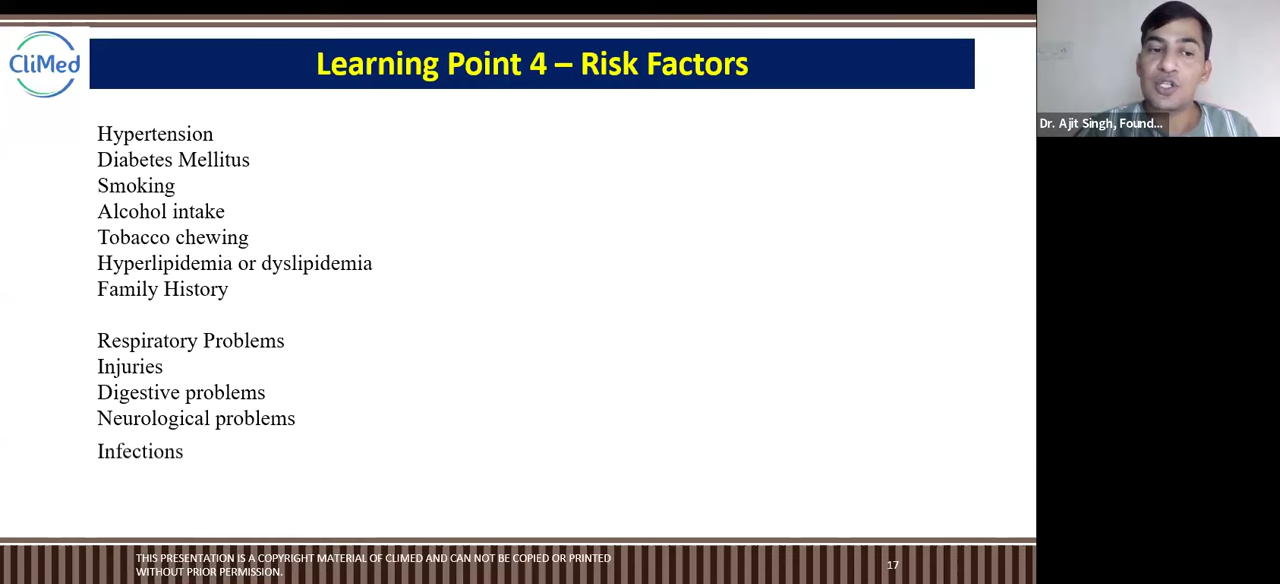 CliMed
Learning Point 4 – Risk Factors
Dr. Ajit Singh, Found...
Hypertension
Diabetes Mellitus
Smoking
Alcohol intake
Tobacco chewing
Hyperlipidemia or dyslipidemia
Family History
Respiratory Problems
Injuries
Digestive problems
Neurological problems
Infections
THIS PRESENTATION IS A COPYRIGHT MATERIAL OF CLIMED AND CAN NOT BE COPIED OR PRINTED
WITHOUT PRIOR PERMISSION.
17